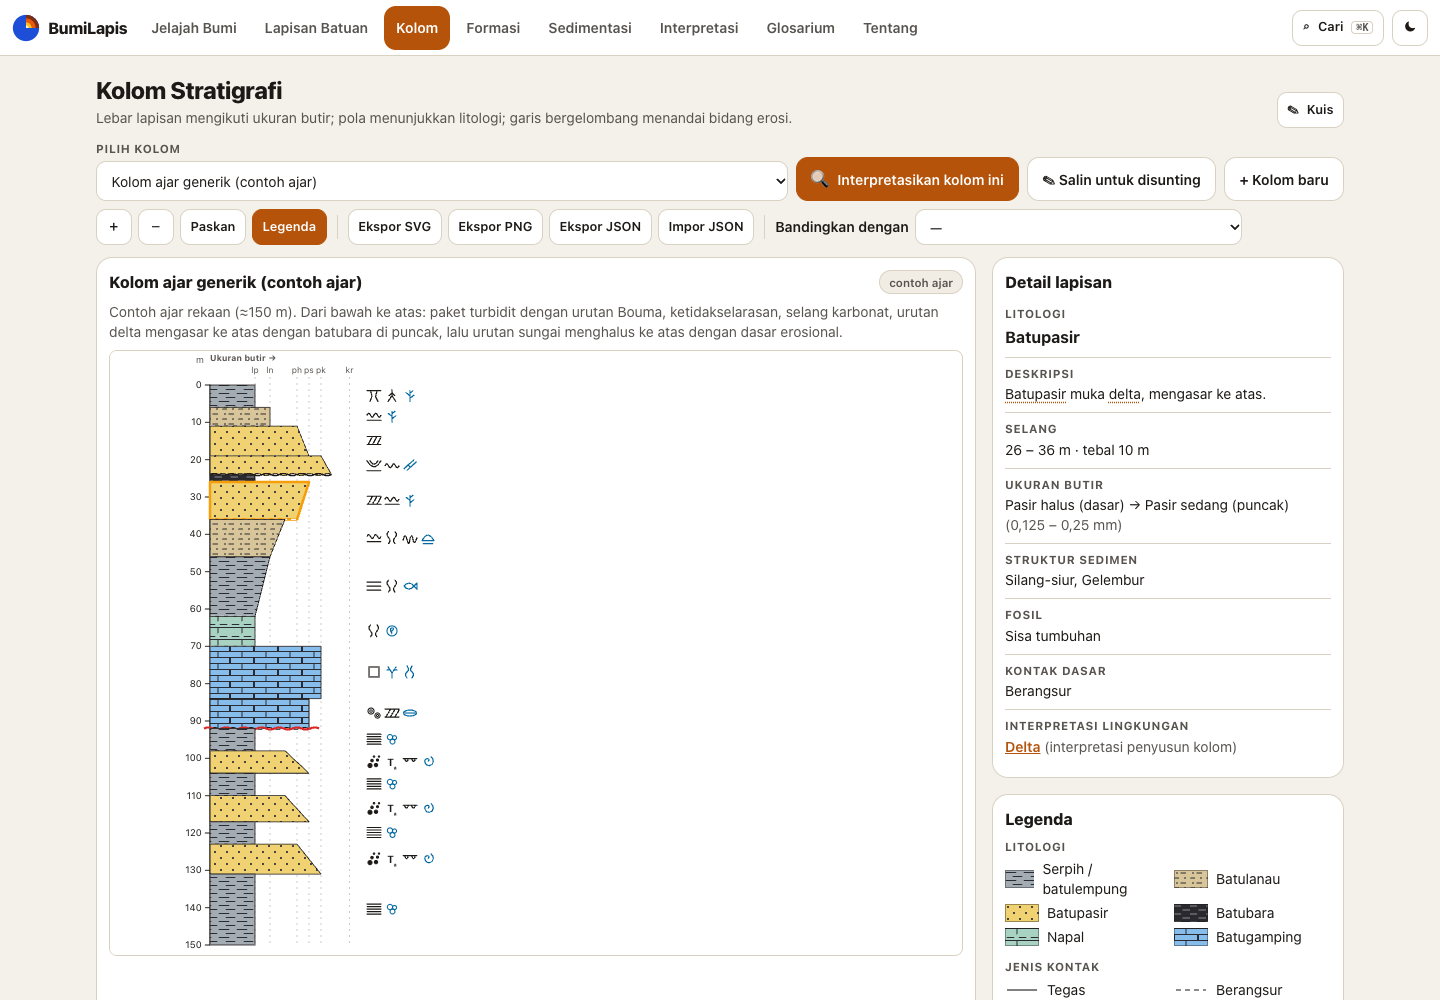 BumiLapis
Jelajah Bumi
Lapisan Batuan
Kolom
Formasi
Sedimentasi
Interpretasi
Glosarium
Tentang
Cari ⌘K
Kolom Stratigrafi
Lebar lapisan mengikuti ukuran butir; pola menunjukkan litologi; garis bergelombang menandai bidang erosi.
Kuis
PILIH KOLOM
Kolom ajar generik (contoh ajar)
Interpretasikan kolom ini
Salin untuk disunting
+ Kolom baru
+
−
Paskan
Legenda
Ekspor SVG
Ekspor PNG
Ekspor JSON
Impor JSON
Bandingkan dengan
—
Kolom ajar generik (contoh ajar)
contoh ajar
Contoh ajar rekaan (≈150 m). Dari bawah ke atas: paket turbidit dengan urutan Bouma, ketidakselarasan, selang karbonat, urutan
delta mengasar ke atas dengan batubara di puncak, lalu urutan sungai menghalus ke atas dengan dasar erosional.
m Ukuran butir →
lp ln ph ps pk kr
0
10
20
30
40
50
60
70
80
90
100
110
120
130
140
150
Detail lapisan
LITOLOGI
Batupasir
DESKRIPSI
Batupasir muka delta, mengasar ke atas.
SELANG
26 – 36 m · tebal 10 m
UKURAN BUTIR
Pasir halus (dasar) → Pasir sedang (puncak)
(0,125 – 0,25 mm)
STRUKTUR SEDIMEN
Silang-siur, Gelembur
FOSIL
Sisa tumbuhan
KONTAK DASAR
Berangsur
INTERPRETASI LINGKUNGAN
Delta (interpretasi penyusun kolom)
Legenda
LITOLOGI
Serpih /
batulempung
Batulanau
Batupasir
Batubara
Napal
Batugamping
JENIS KONTAK
Tegas
Berangsur